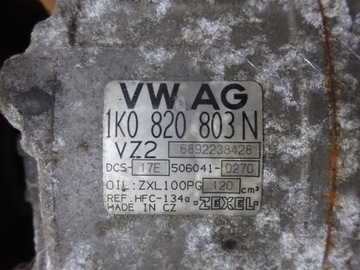 VW AG
1K0 820 803 N
VZ2 6892238428
DCS- 17E 506041- 0270
OIL: ZXL100PG 120 cm³
REF. HFC-134a ZEXEL
MADE IN CZ